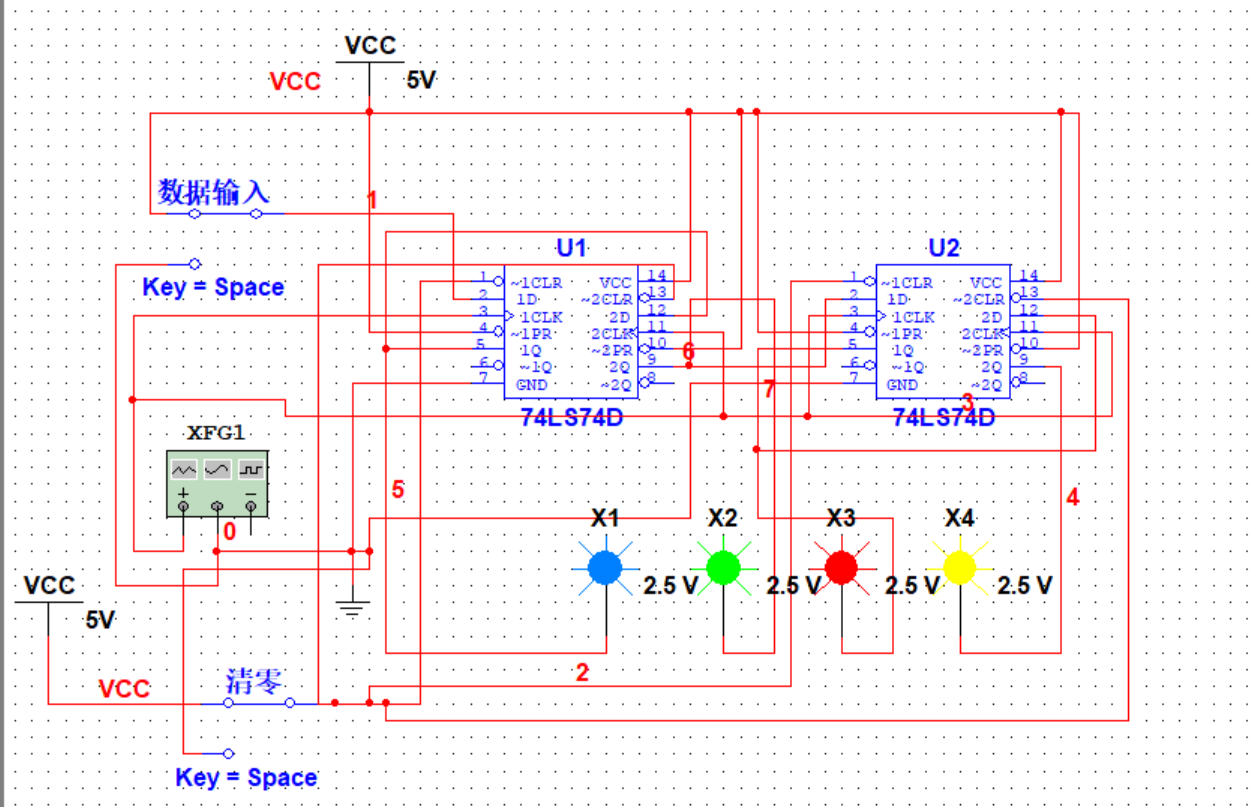 VCC
VCC
5V
数据输入
1
Key = Space
U1
1 ~1CLR VCC 14
2 1D ~2CLR 13
3 1CLK 2D 12
4 ~1PR 2CLK 11
5 1Q ~2PR 10
6 ~1Q 2Q 9
7 GND ~2Q 8
74LS74D
6
7
U2
1 ~1CLR VCC 14
2 1D ~2CLR 13
3 1CLK 2D 12
4 ~1PR 2CLK 11
5 1Q ~2PR 10
6 ~1Q 2Q 9
7 GND ~2Q 8
3
74LS74D
XFG1
+ −
0
5
4
X1
2.5 V
X2
2.5 V
X3
2.5 V
X4
2.5 V
VCC
5V
2
VCC
清零
Key = Space